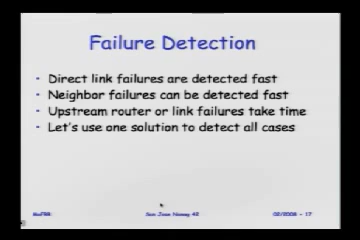 Failure Detection
• Direct link failures are detected fast
• Neighbor failures can be detected fast
• Upstream router or link failures take time
• Let's use one solution to detect all cases
MoFRR San Jose Nanog 42 02/2008 - 17